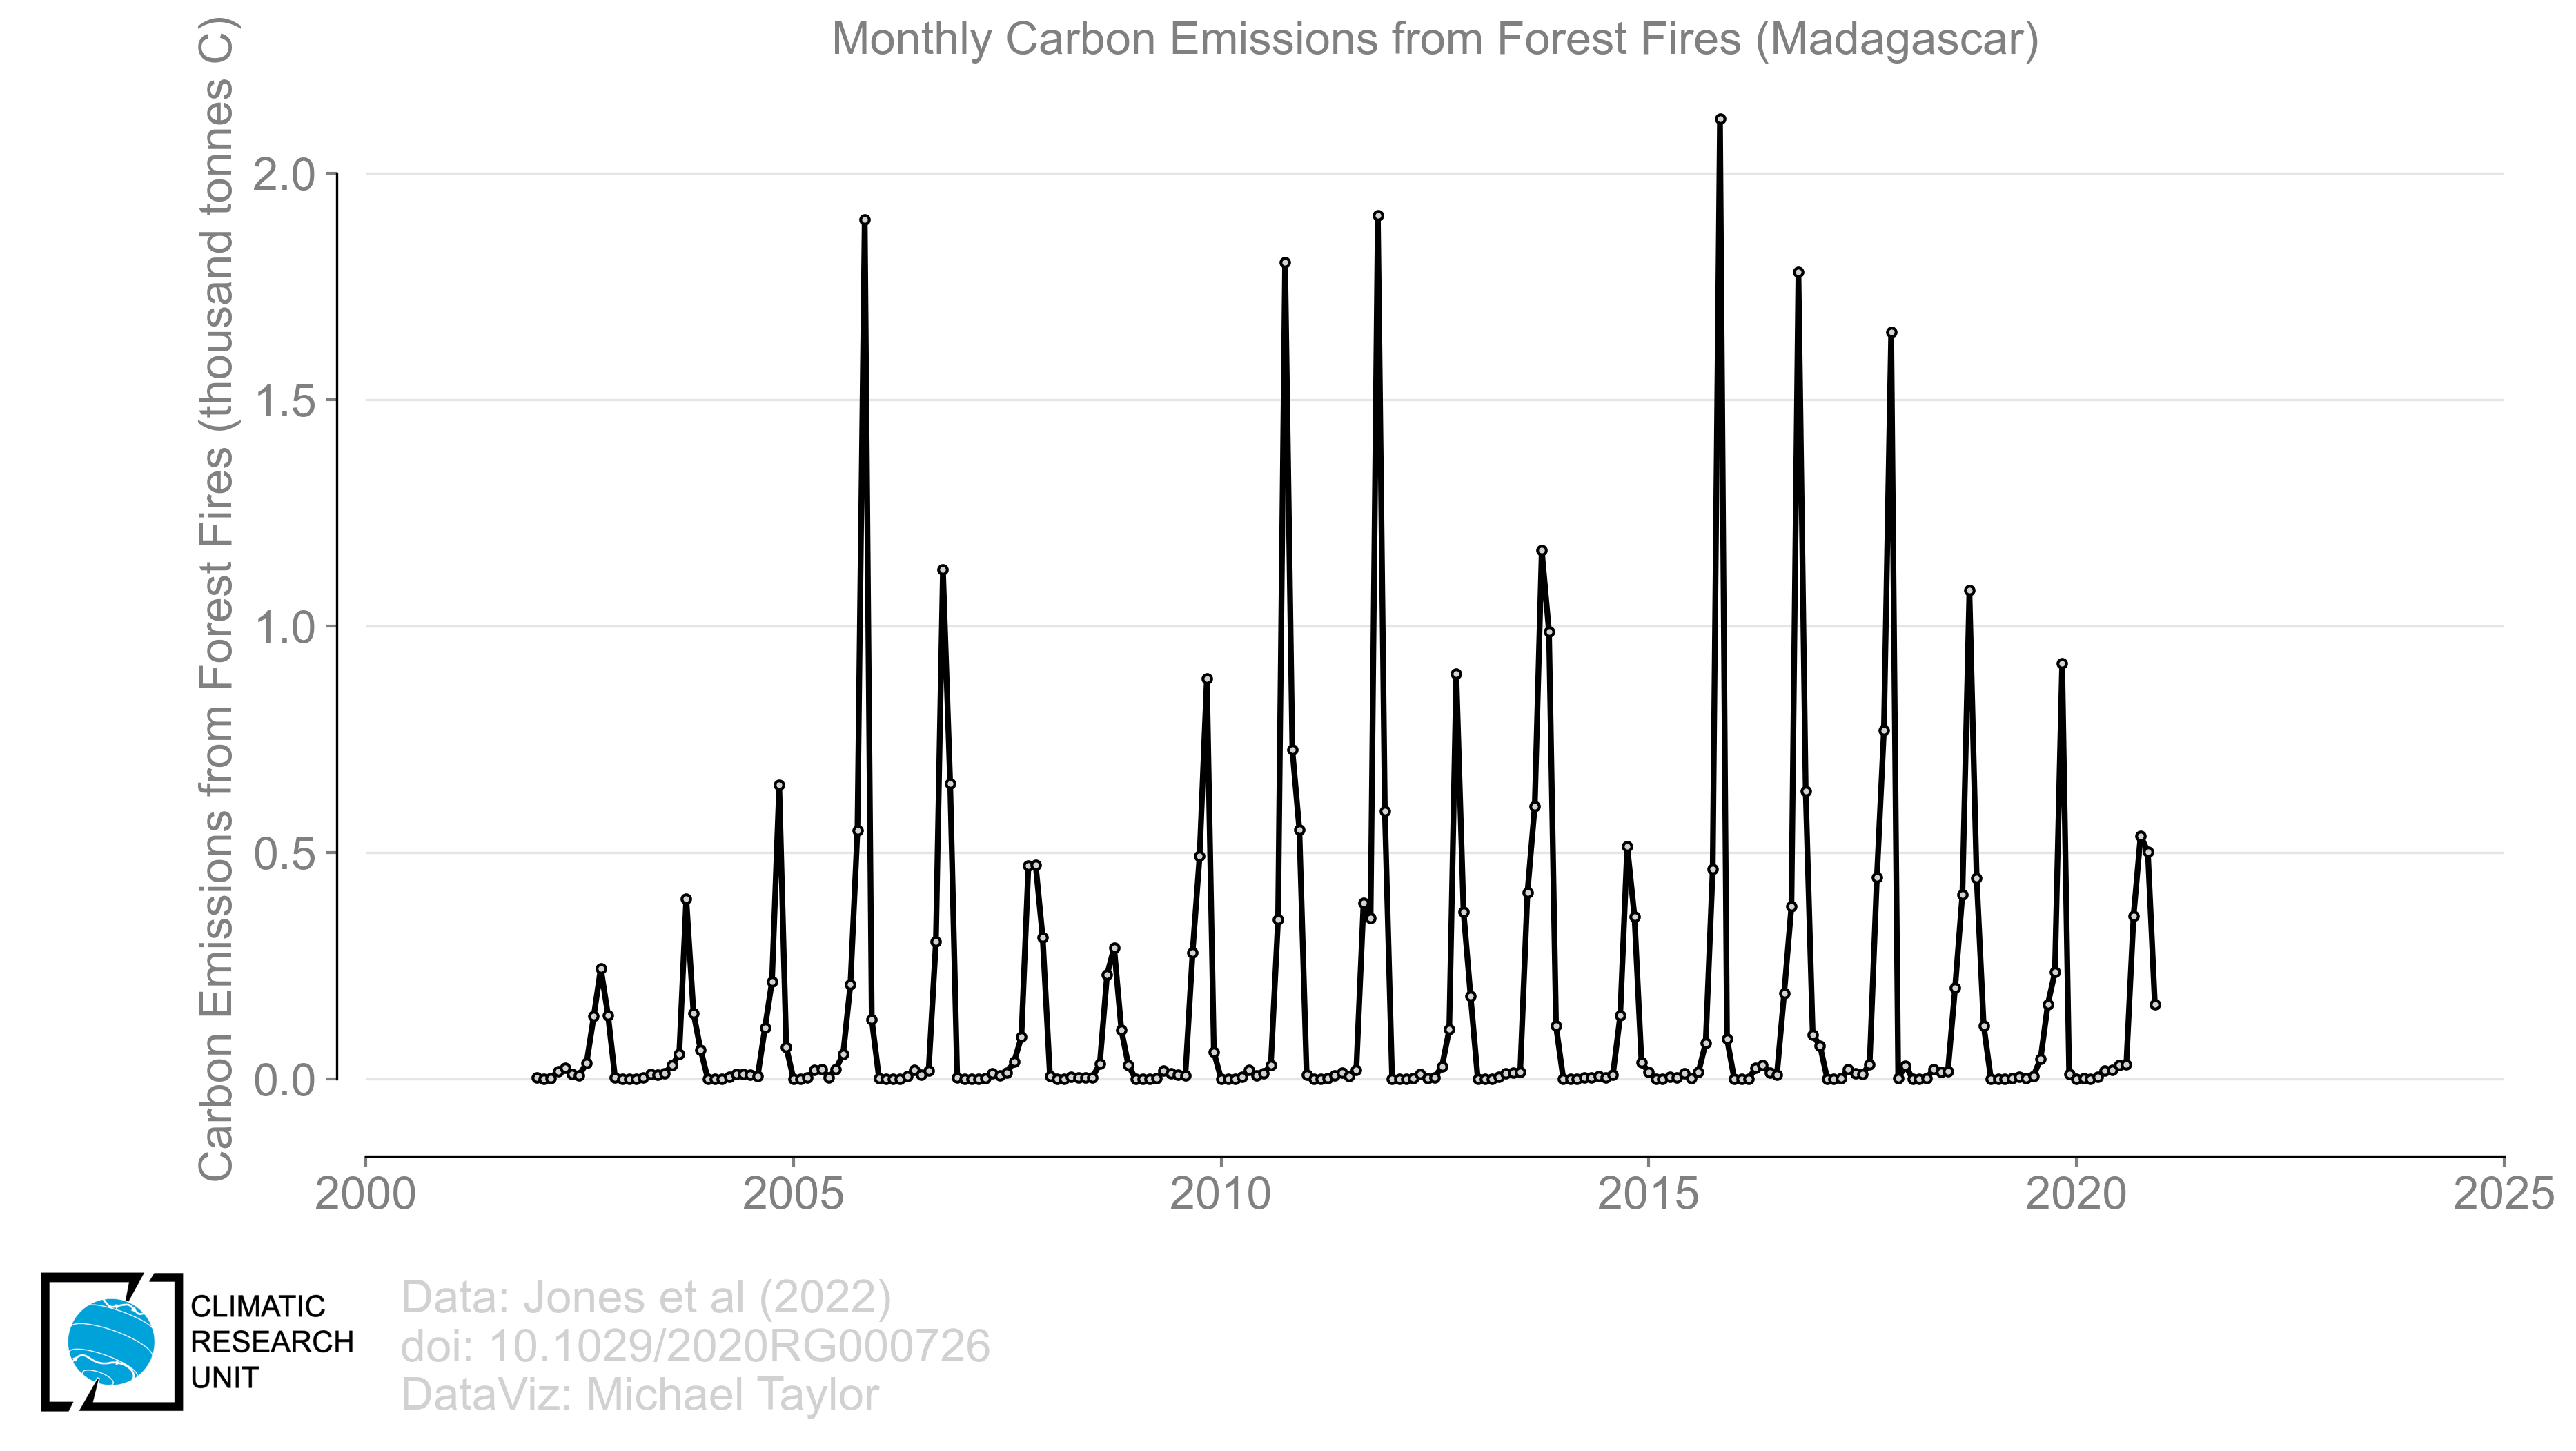 Monthly Carbon Emissions from Forest Fires (Madagascar)
Carbon Emissions from Forest Fires (thousand tonnes C)
2.0
1.5
1.0
0.5
0.0
2000 2005 2010 2015 2020 2025
CLIMATIC
RESEARCH
UNIT
Data: Jones et al (2022)
doi: 10.1029/2020RG000726
DataViz: Michael Taylor